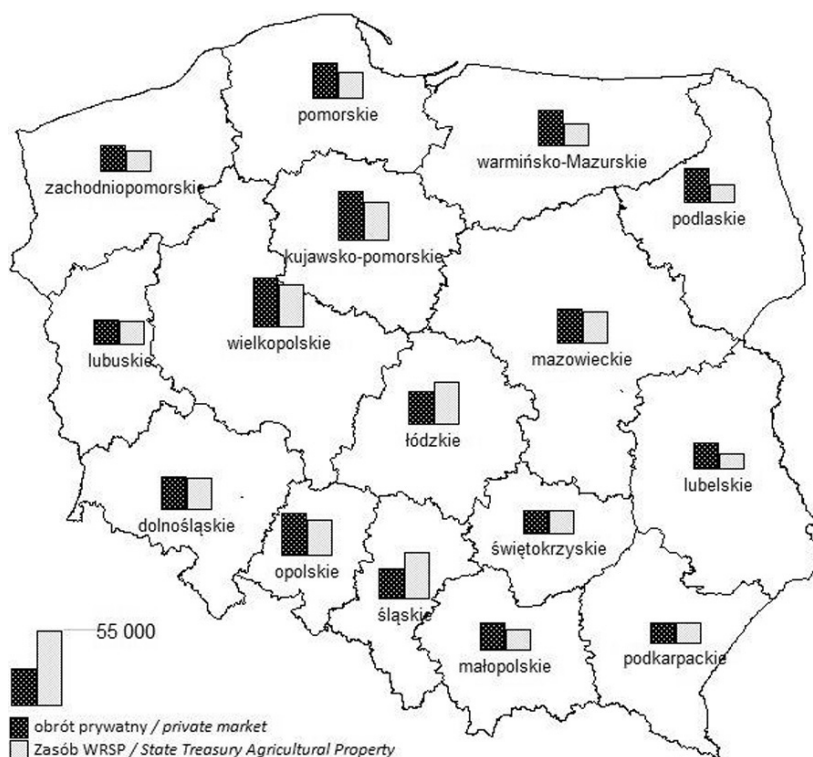 pomorskie
warmińsko-Mazurskie
zachodniopomorskie
podlaskie
kujawsko-pomorskie
wielkopolskie
lubuskie
mazowieckie
łódzkie
lubelskie
dolnośląskie
opolskie
świętokrzyskie
śląskie
małopolskie
podkarpackie
55 000
obrót prywatny / private market
Zasób WRSP / State Treasury Agricultural Property